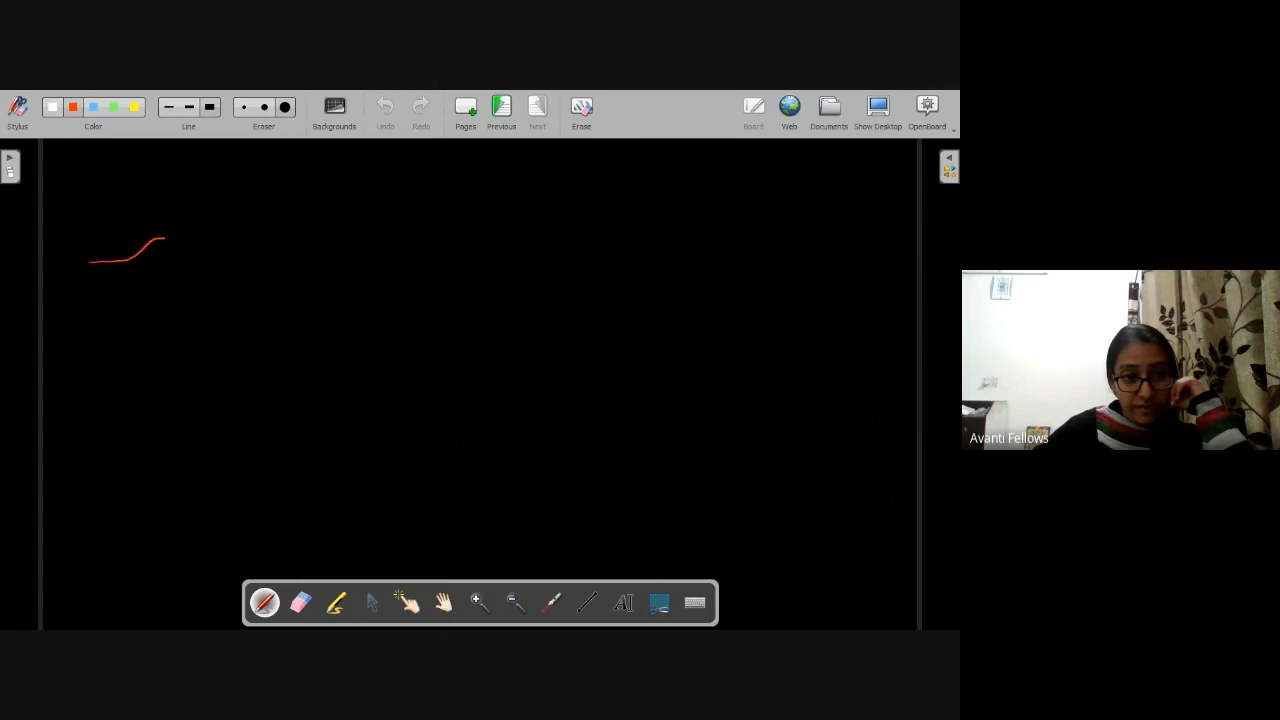 Stylus Color Line Eraser Backgrounds Undo Redo Pages Previous Next Erase Board Web Documents Show Desktop OpenBoard
Avanti Fellows
AI